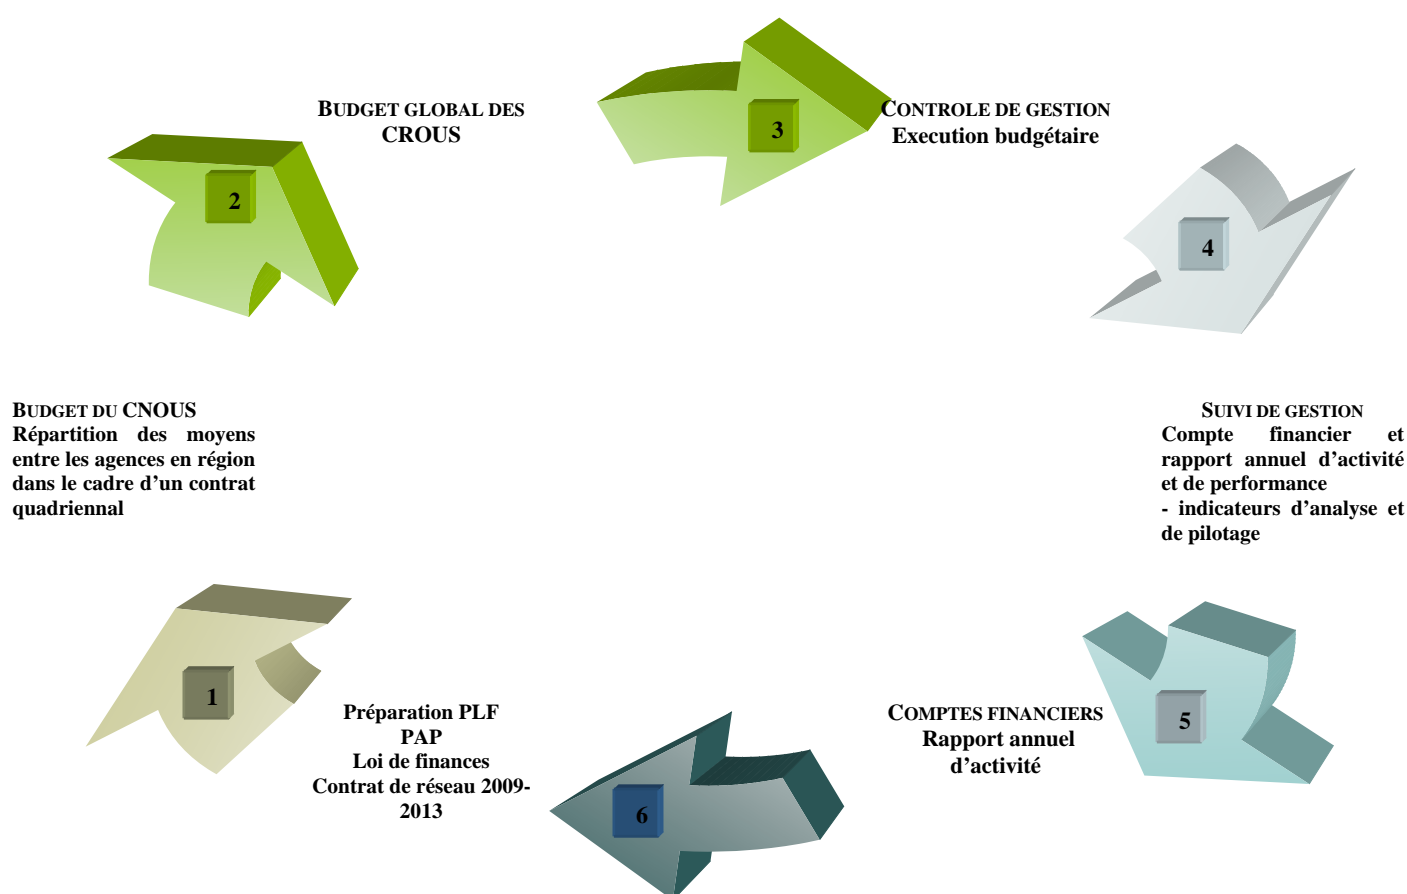 BUDGET GLOBAL DES
CROUS
3
CONTROLE DE GESTION
Execution budgétaire
2
4
BUDGET DU CNOUS
Répartition des moyens
entre les agences en région
dans le cadre d’un contrat
quadriennal
SUIVI DE GESTION
Compte financier et
rapport annuel d’activité
et de performance
- indicateurs d’analyse et
de pilotage
1
Préparation PLF
PAP
Loi de finances
Contrat de réseau 2009-
2013
6
COMPTES FINANCIERS
Rapport annuel
d’activité
5